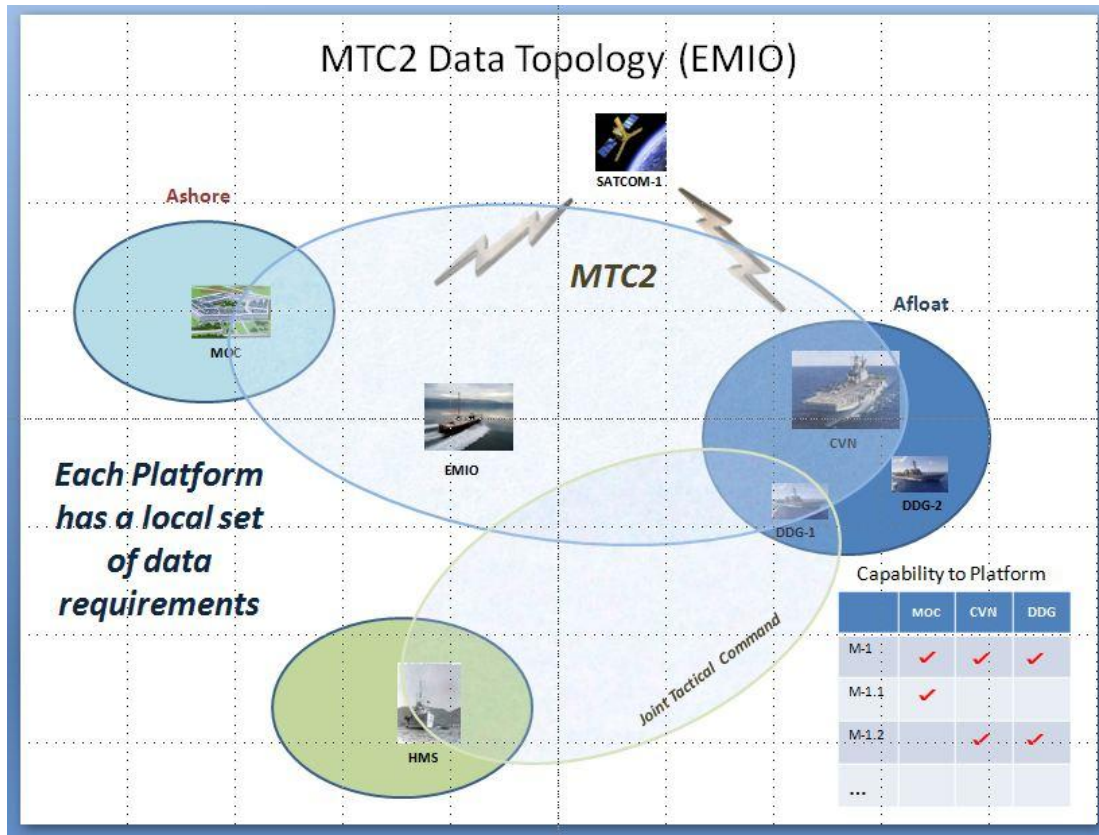 MTC2 Data Topology (EMIO)
SATCOM-1
Ashore
MTC2
Afloat
MOC
CVN
EMIO
DDG-2
DDG-1
Each Platform
has a local set
of data
requirements
Capability to Platform
MOC CVN DDG
M-1 ✓ ✓ ✓
M-1.1 ✓
M-1.2 ✓ ✓
...
Joint Tactical Command
HMS